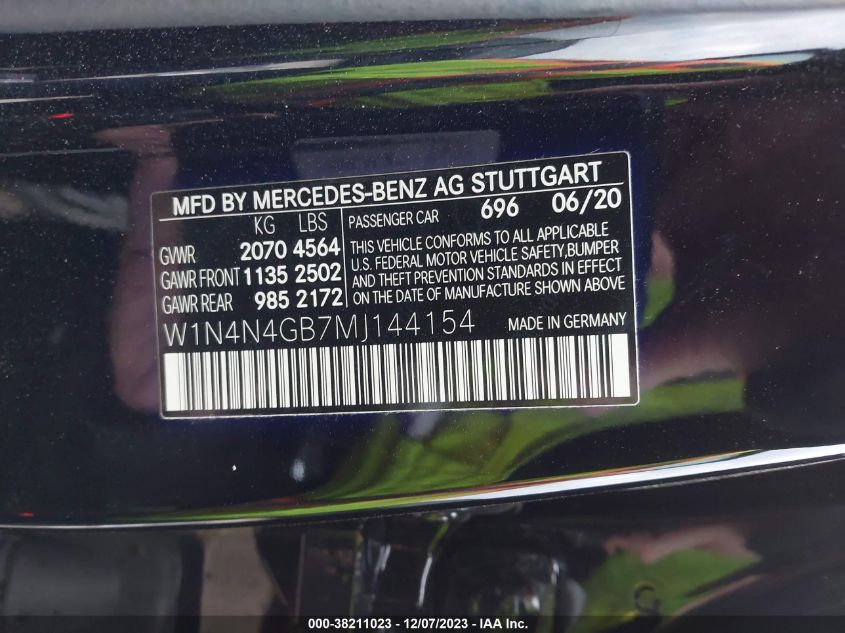 MFD BY MERCEDES-BENZ AG STUTTGART
KG LBS PASSENGER CAR 696 06/20
GVWR 2070 4564
GAWR FRONT 1135 2502
GAWR REAR 985 2172
THIS VEHICLE CONFORMS TO ALL APPLICABLE
U.S. FEDERAL MOTOR VEHICLE SAFETY,BUMPER
AND THEFT PREVENTION STANDARDS IN EFFECT
ON THE DATE OF MANUFACTURE SHOWN ABOVE
W1N4N4GB7MJ144154 MADE IN GERMANY
000-38211023 - 12/07/2023 - IAA Inc.